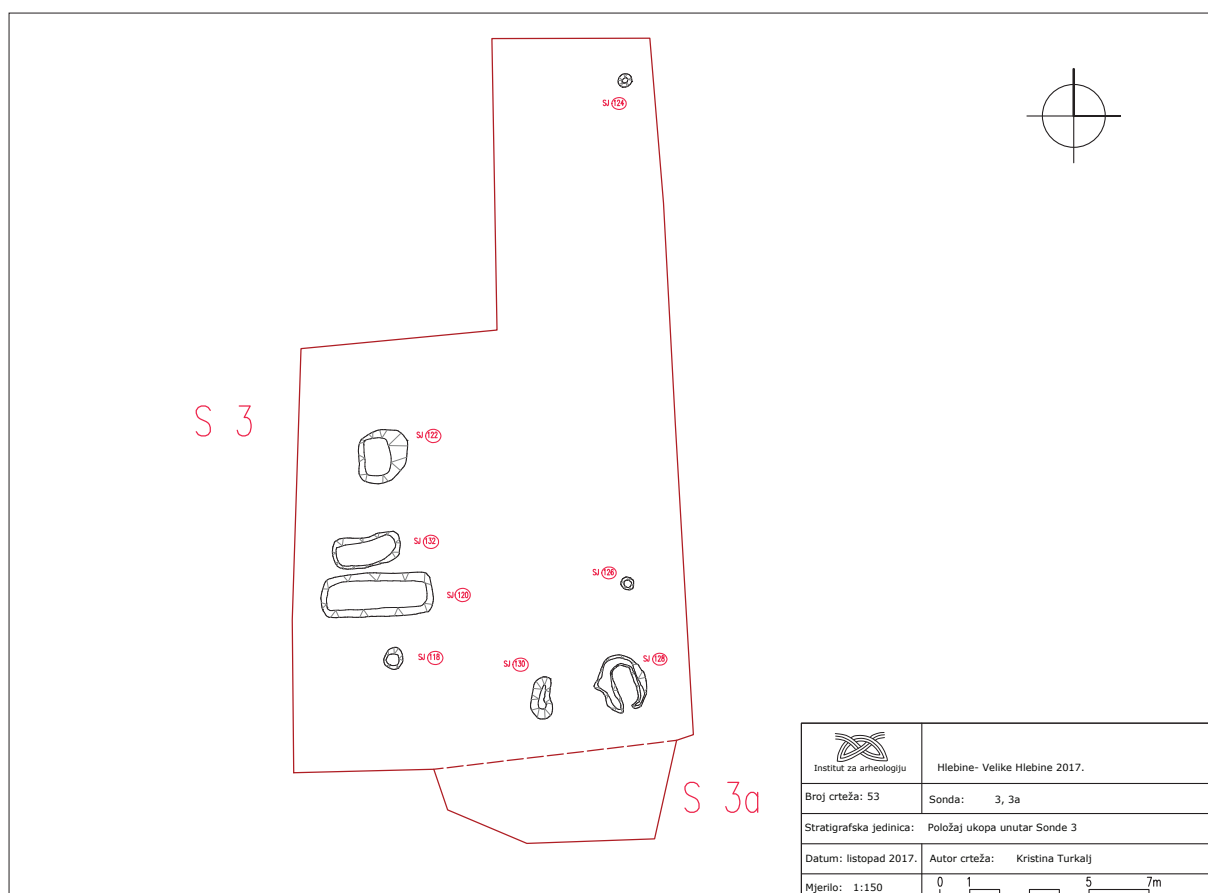 SJ 124
S 3
SJ 122
SJ 132
SJ 126
SJ 120
SJ 118
SJ 130
SJ 128
S 3a
Institut za arheologiju
Hlebine- Velike Hlebine 2017.
Broj crteža: 53
Sonda: 3, 3a
Stratigrafska jedinica: Položaj ukopa unutar Sonde 3
Datum: listopad 2017.
Autor crteža: Kristina Turkalj
Mjerilo: 1:150
0 1 5 7m